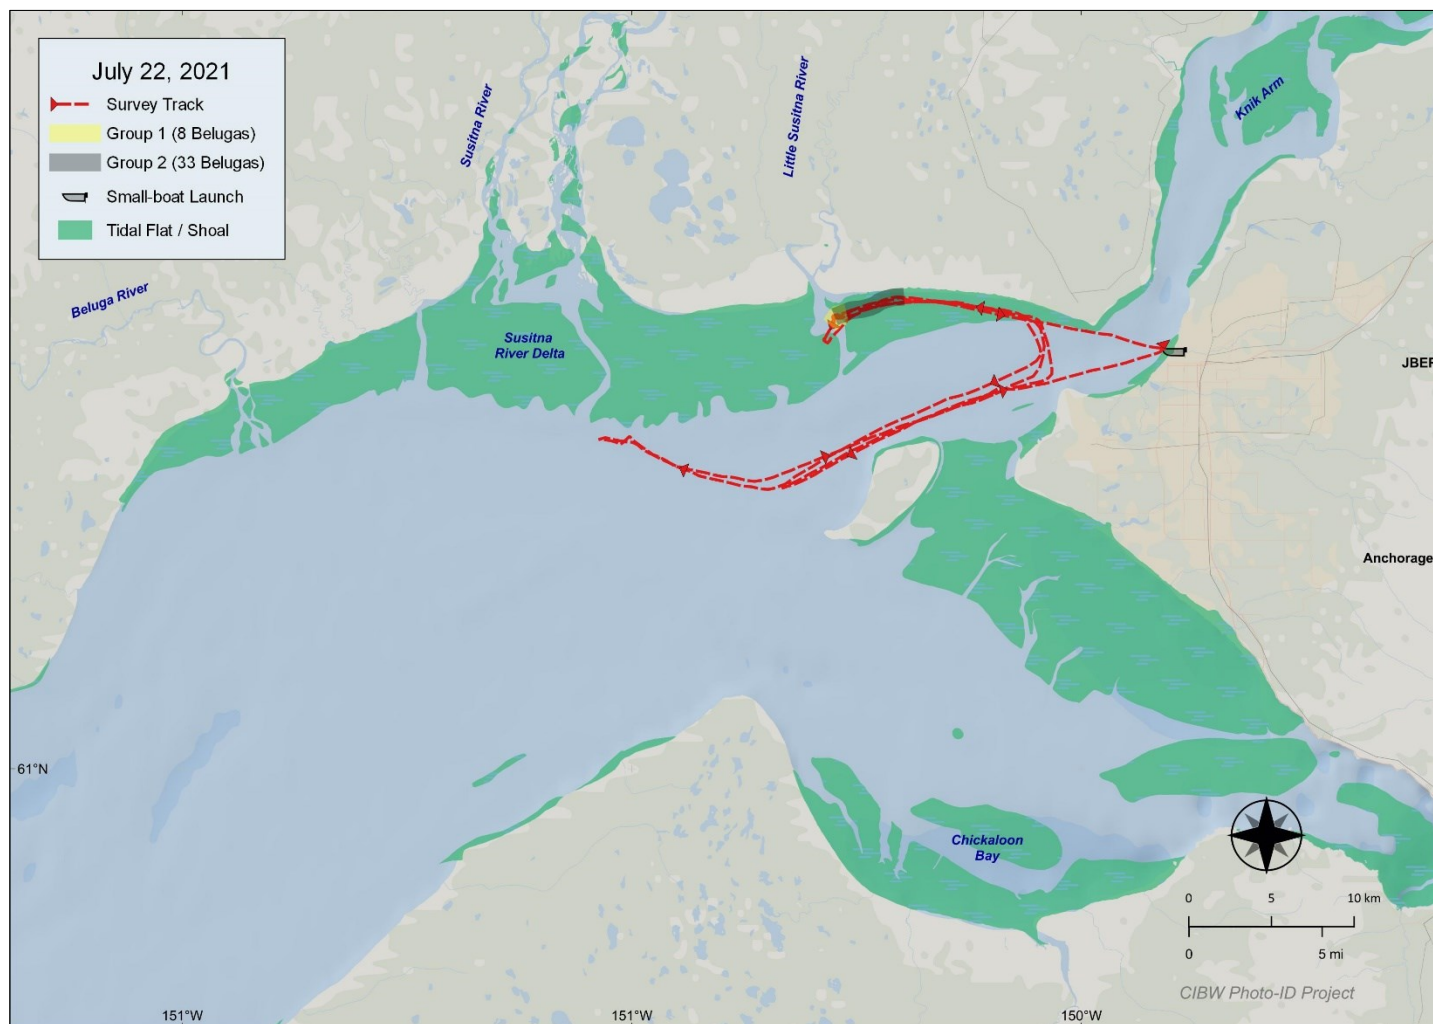 July 22, 2021
Survey Track
Group 1 (8 Belugas)
Group 2 (33 Belugas)
Small-boat Launch
Tidal Flat / Shoal
Susitna River
Little Susitna River
Knik Arm
Beluga River
Susitna
River Delta
JBER
Anchorage
61°N
Chickaloon
Bay
0 5 10 km
0 5 mi
CIBW Photo-ID Project
151°W 151°W 150°W